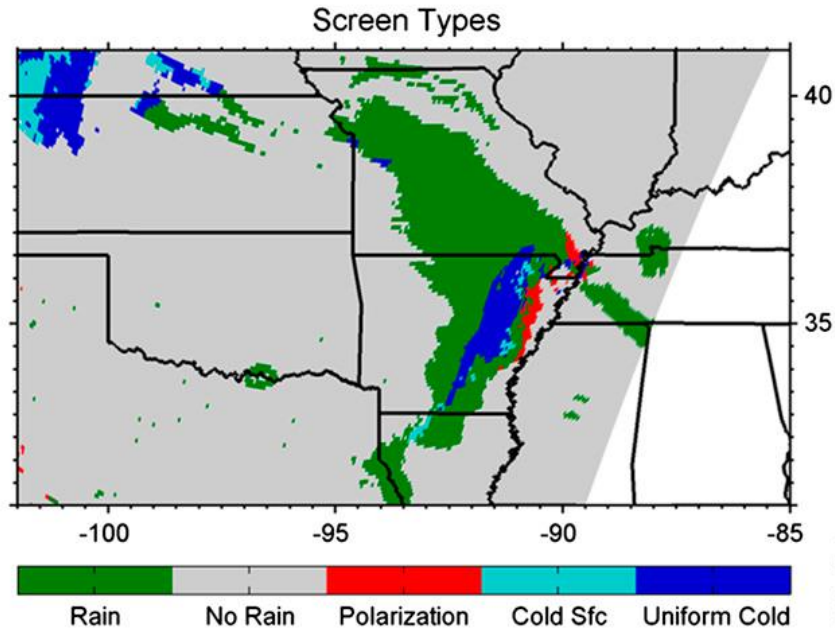 Screen Types
40
35
-100 -95 -90 -85
Rain No Rain Polarization Cold Sfc Uniform Cold